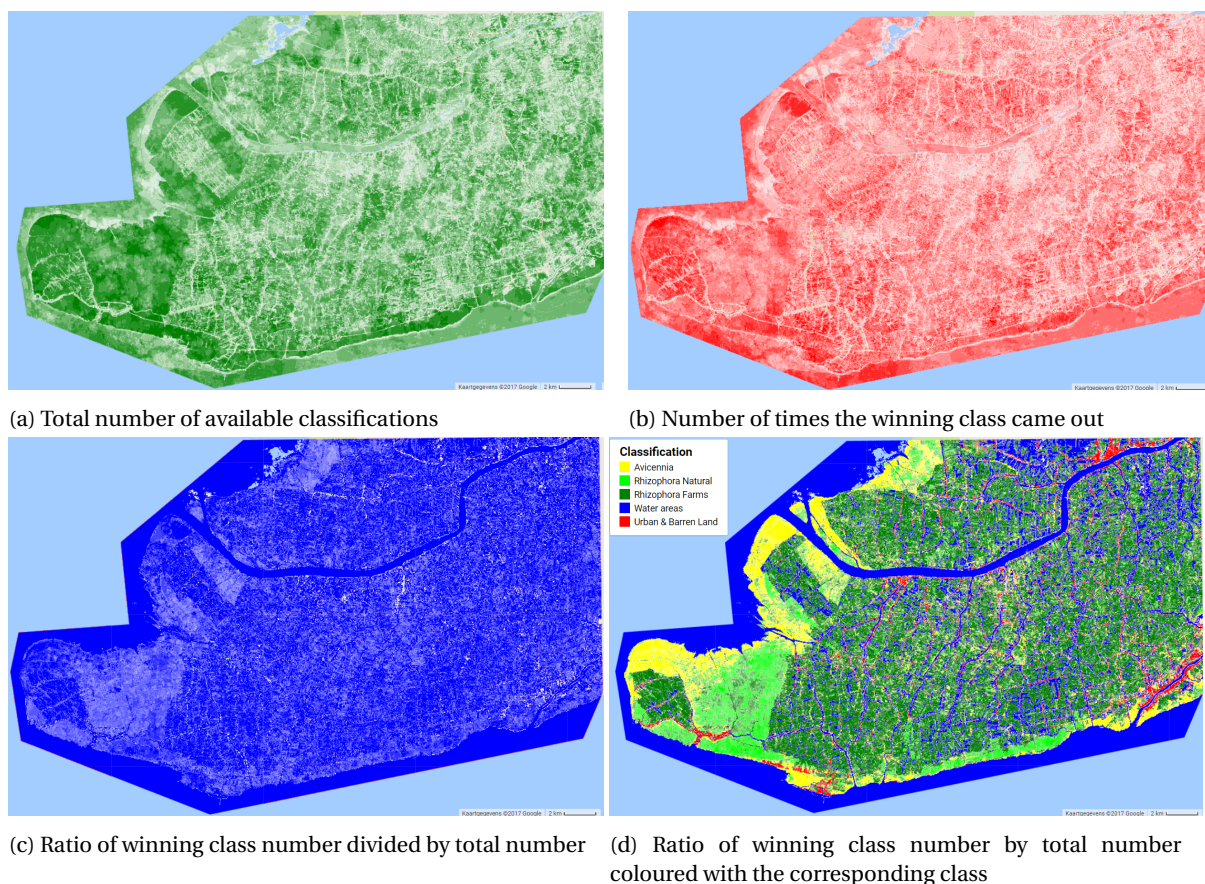 Kaartgegevens ©2017 Google 2 km
Kaartgegevens ©2017 Google 2 km
(a) Total number of available classifications
(b) Number of times the winning class came out
Classification
Avicennia
Rhizophora Natural
Rhizophora Farms
Water areas
Urban & Barren Land
Kaartgegevens ©2017 Google 2 km
Kaartgegevens ©2017 Google 2 km
(c) Ratio of winning class number divided by total number
(d) Ratio of winning class number by total number
coloured with the corresponding class